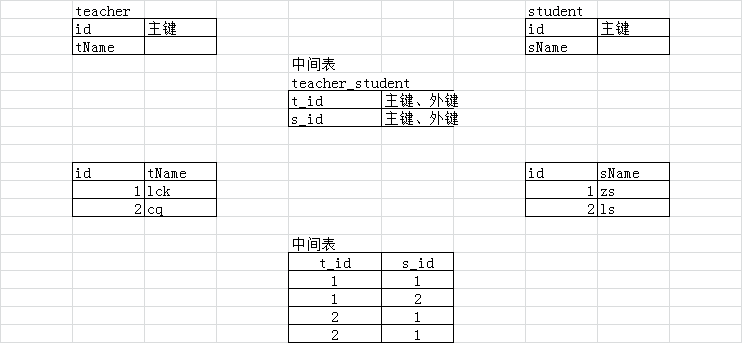 teacher student
id 主键 id 主键
tName sName
中间表
teacher_student
t_id 主键、外键
s_id 主键、外键
id tName id sName
1 lck 1 zs
2 cq 2 ls
中间表
t_id s_id
1 1
1 2
2 1
2 1